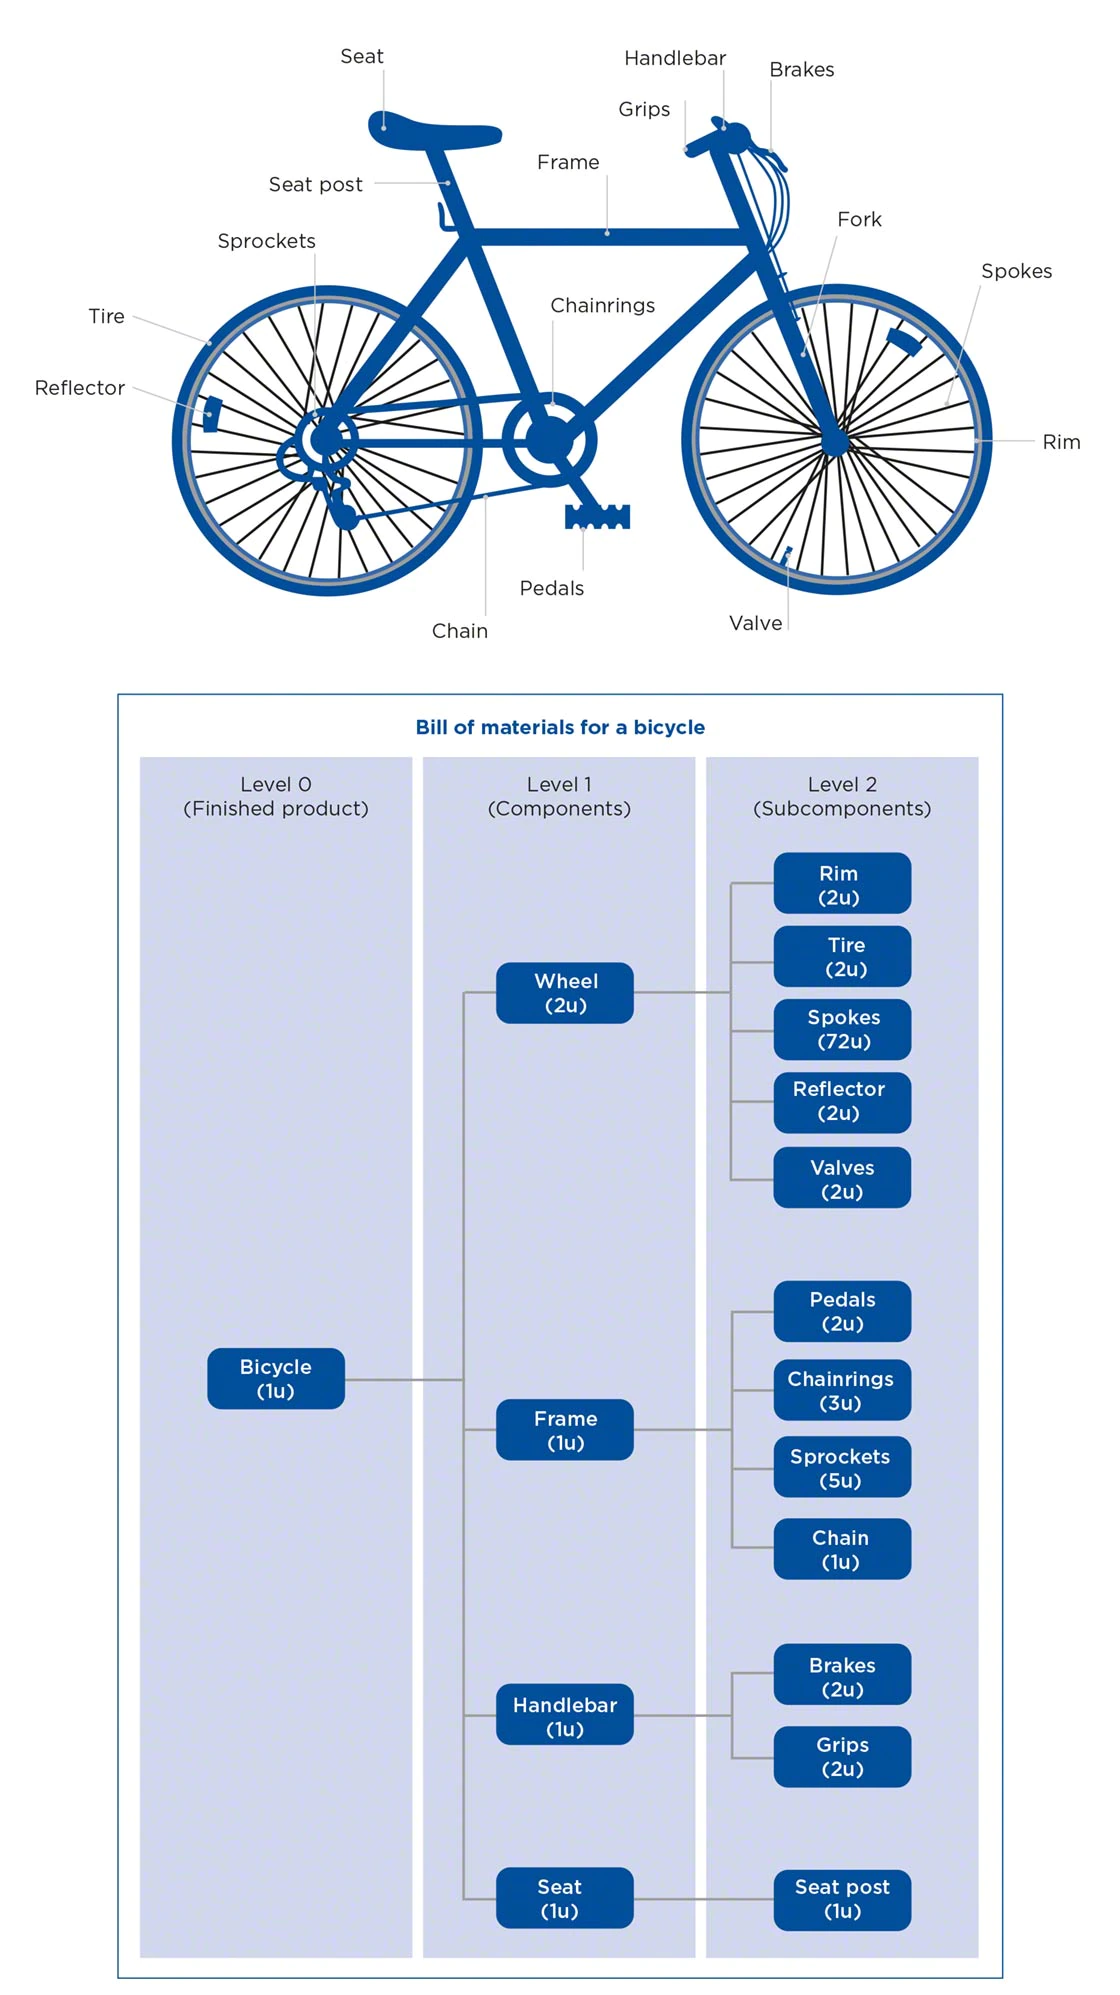 Seat
Handlebar
Brakes
Grips
Frame
Seat post
Fork
Sprockets
Spokes
Chainrings
Tire
Reflector
Rim
Pedals
Valve
Chain
Bill of materials for a bicycle
Level 0
(Finished product)
Level 1
(Components)
Level 2
(Subcomponents)
Rim
(2u)
Tire
(2u)
Wheel
(2u)
Spokes
(72u)
Reflector
(2u)
Valves
(2u)
Pedals
(2u)
Bicycle
(1u)
Chainrings
(3u)
Frame
(1u)
Sprockets
(5u)
Chain
(1u)
Brakes
(2u)
Handlebar
(1u)
Grips
(2u)
Seat
(1u)
Seat post
(1u)